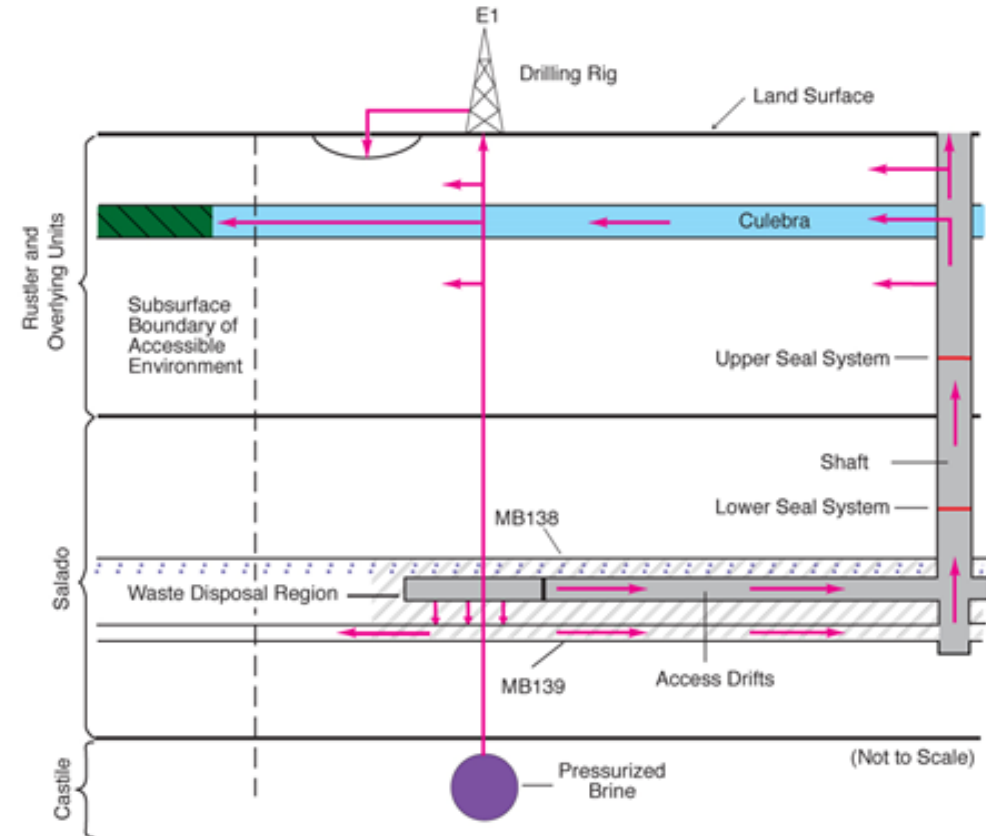 E1
Drilling Rig
Land Surface
Culebra
Rustler and
Overlying Units
Subsurface
Boundary of
Accessible
Environment
Upper Seal System
Shaft
Lower Seal System
MB138
Salado
Waste Disposal Region
MB139
Access Drifts
(Not to Scale)
Castile
Pressurized
Brine